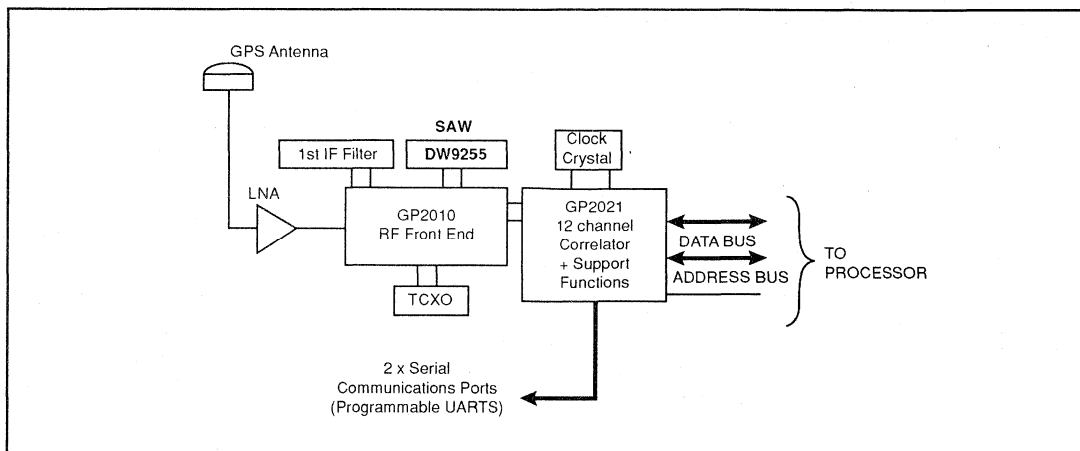 GPS Antenna
SAW
1st IF Filter
DW9255
Clock
Crystal
LNA
GP2010
RF Front End
GP2021
12 channel
Correlator
+ Support
Functions
DATA BUS
ADDRESS BUS
TO
PROCESSOR
TCXO
2 x Serial
Communications Ports
(Programmable UARTS)